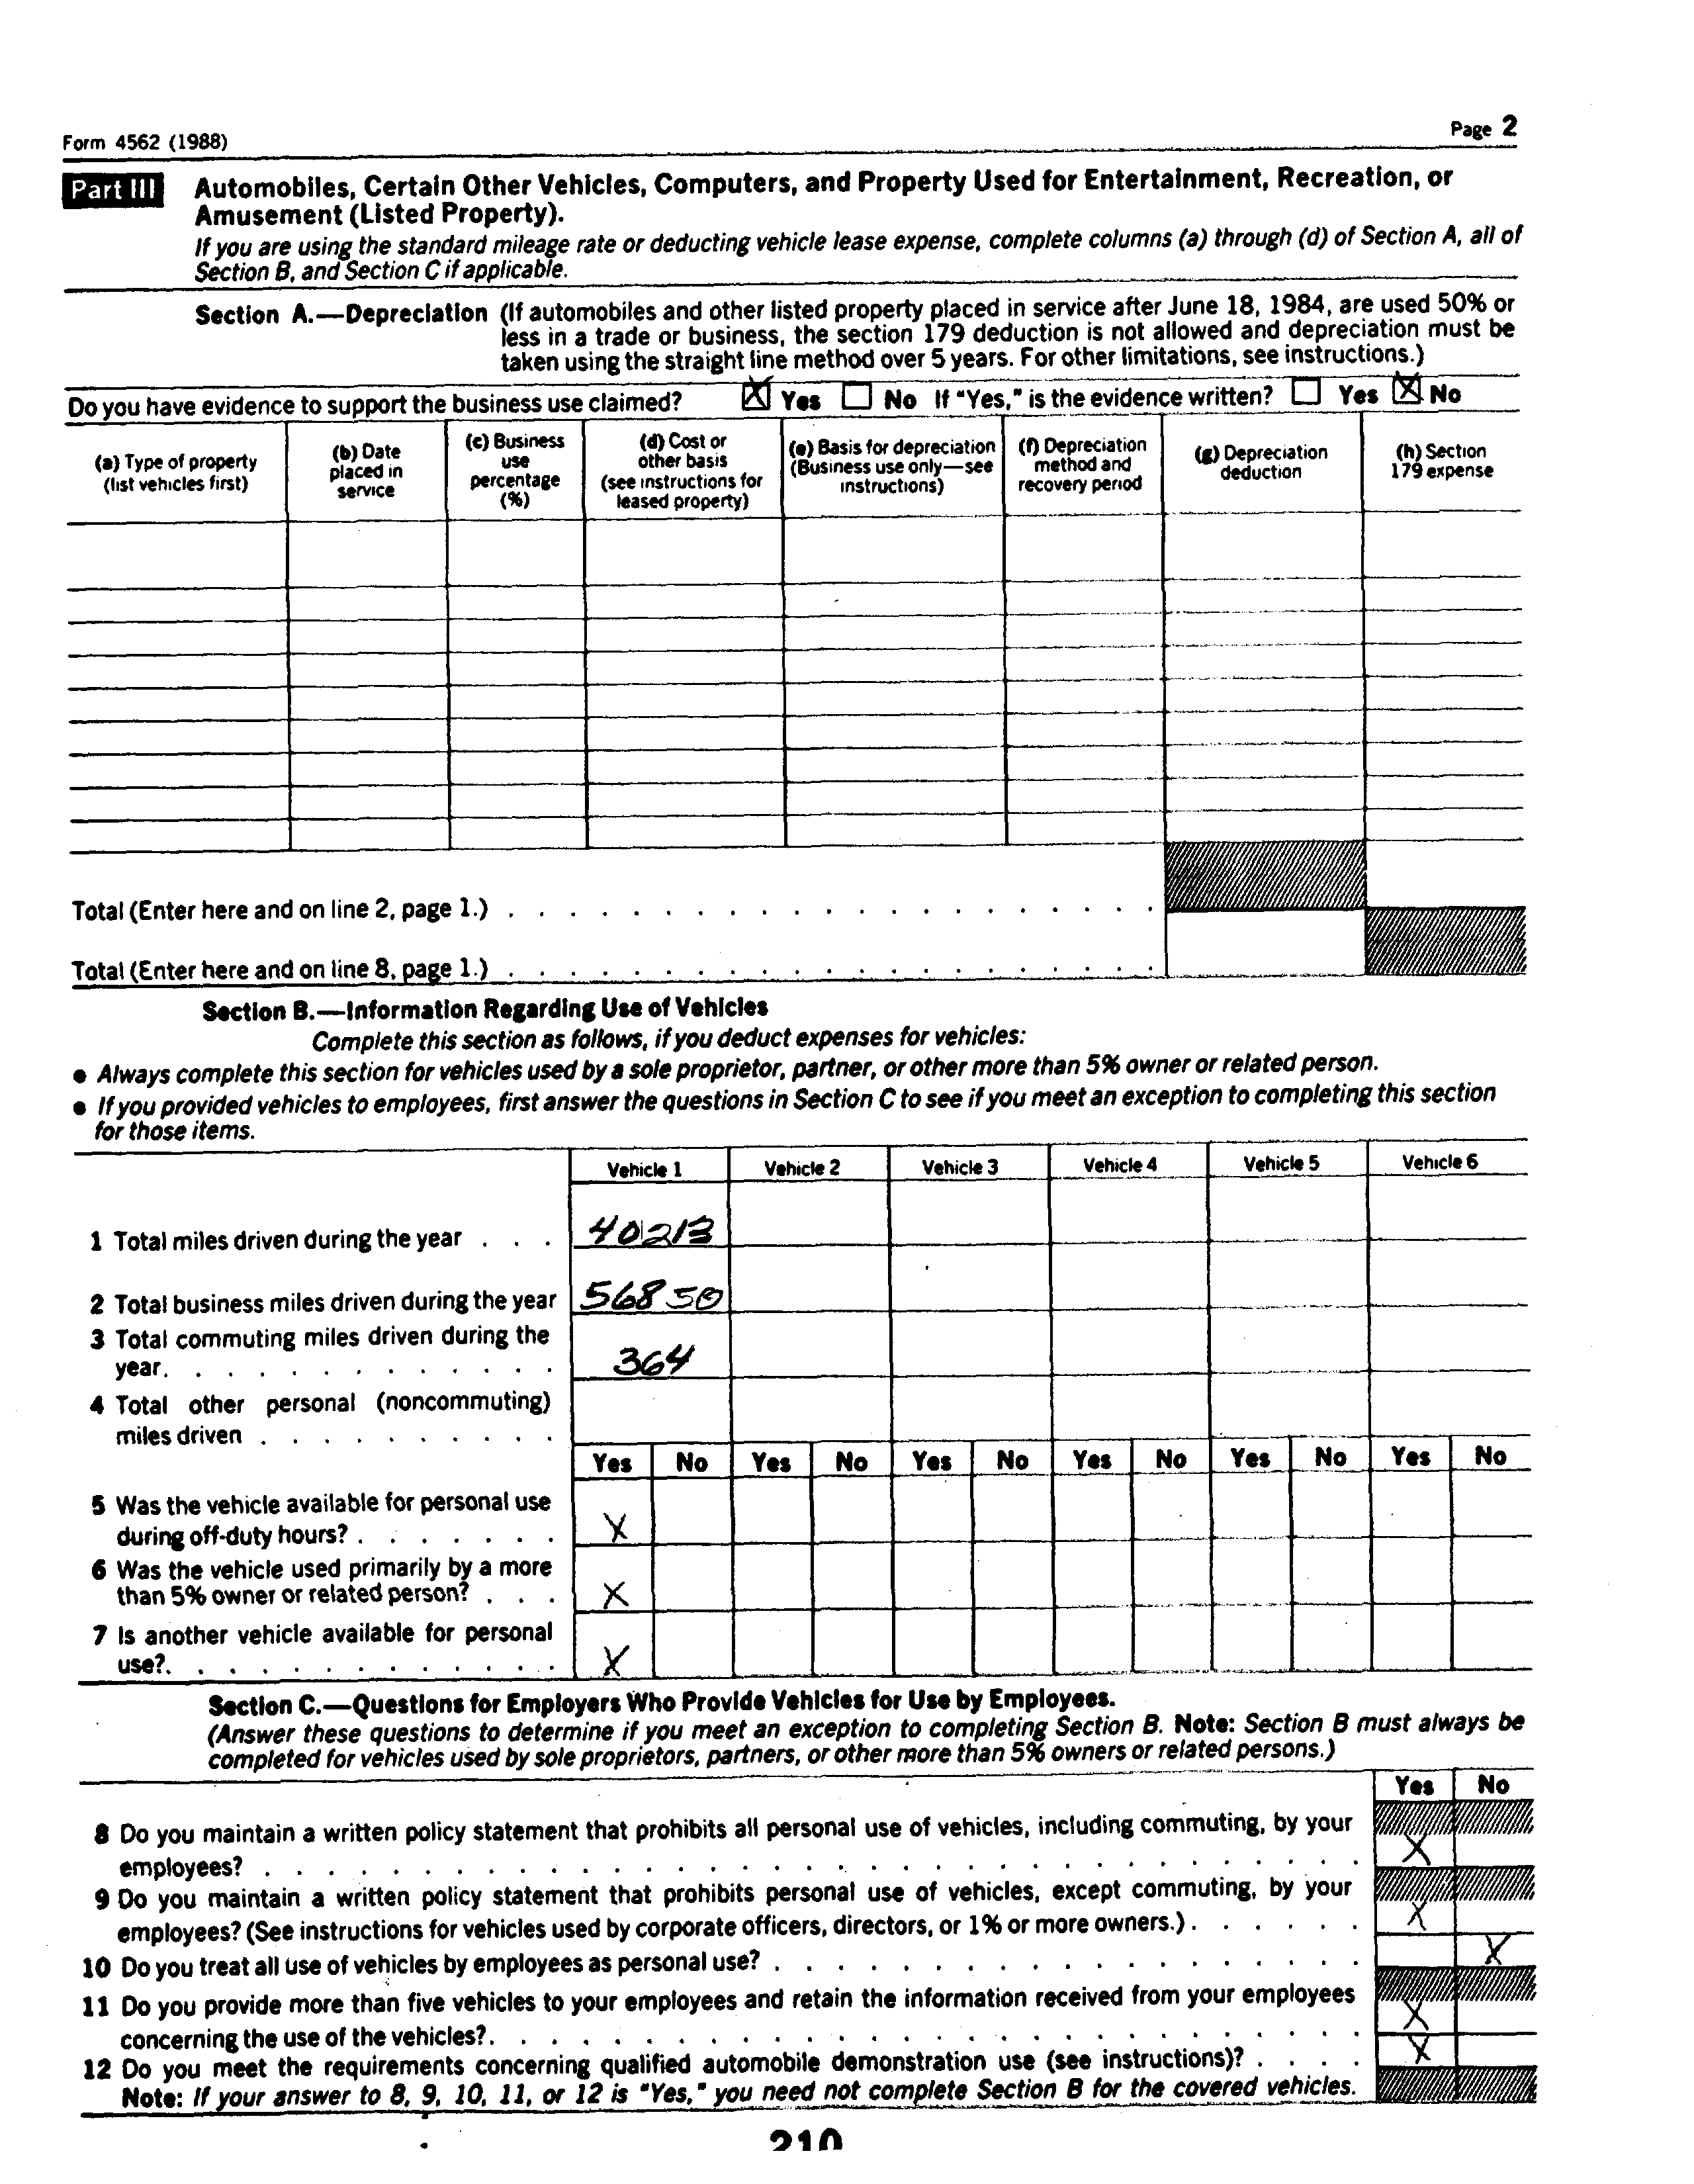 Form 4562 (1988)
Page 2
Part III Automobiles, Certain Other Vehicles, Computers, and Property Used for Entertainment, Recreation, or
Amusement (Listed Property).
If you are using the standard mileage rate or deducting vehicle lease expense, complete columns (a) through (d) of Section A, all of
Section B, and Section C if applicable.
Section A.—Depreciation (If automobiles and other listed property placed in service after June 18, 1984, are used 50% or
less in a trade or business, the section 179 deduction is not allowed and depreciation must be
taken using the straight line method over 5 years. For other limitations, see instructions.)
Do you have evidence to support the business use claimed? X Yes No If "Yes," is the evidence written? Yes X No
(a) Type of property
(list vehicles first)
(b) Date
placed in
service
(c) Business
use
percentage
(%)
(d) Cost or
other basis
(see instructions for
leased property)
(e) Basis for depreciation
(Business use only—see
instructions)
(f) Depreciation
method and
recovery period
(g) Depreciation
deduction
(h) Section
179 expense
Total (Enter here and on line 2, page 1.) . . . . . . . . . . . . . . . . . . . .
Total (Enter here and on line 8, page 1.) . . . . . . . . . . . . . . . . . . . .
Section B.—Information Regarding Use of Vehicles
Complete this section as follows, if you deduct expenses for vehicles:
● Always complete this section for vehicles used by a sole proprietor, partner, or other more than 5% owner or related person.
● If you provided vehicles to employees, first answer the questions in Section C to see if you meet an exception to completing this section
for those items.
Vehicle 1 Vehicle 2 Vehicle 3 Vehicle 4 Vehicle 5 Vehicle 6
1 Total miles driven during the year . . . 40213
2 Total business miles driven during the year 56850
3 Total commuting miles driven during the
year. . . . . . . . . . . . . 364
4 Total other personal (noncommuting)
miles driven . . . . . . . . . .
Yes No Yes No Yes No Yes No Yes No Yes No
5 Was the vehicle available for personal use
during off-duty hours? . . . . . . . X
6 Was the vehicle used primarily by a more
than 5% owner or related person? . . . X
7 Is another vehicle available for personal
use?. . . . . . . . . . . . . X
Section C.—Questions for Employers Who Provide Vehicles for Use by Employees.
(Answer these questions to determine if you meet an exception to completing Section B. Note: Section B must always be
completed for vehicles used by sole proprietors, partners, or other more than 5% owners or related persons.)
Yes No
8 Do you maintain a written policy statement that prohibits all personal use of vehicles, including commuting, by your
employees? . . . . . . . . . . . . . . . . . . . . . . . . . . . . . . . . . . X
9 Do you maintain a written policy statement that prohibits personal use of vehicles, except commuting, by your
employees? (See instructions for vehicles used by corporate officers, directors, or 1% or more owners.) . . . . . . X
10 Do you treat all use of vehicles by employees as personal use? . . . . . . . . . . . . . . . . . . . X
11 Do you provide more than five vehicles to your employees and retain the information received from your employees
concerning the use of the vehicles?. . . . . . . . . . . . . . . . . . . . . . . . . . . . X
12 Do you meet the requirements concerning qualified automobile demonstration use (see instructions)? . . . . X
Note: If your answer to 8, 9, 10, 11, or 12 is "Yes," you need not complete Section B for the covered vehicles.
210